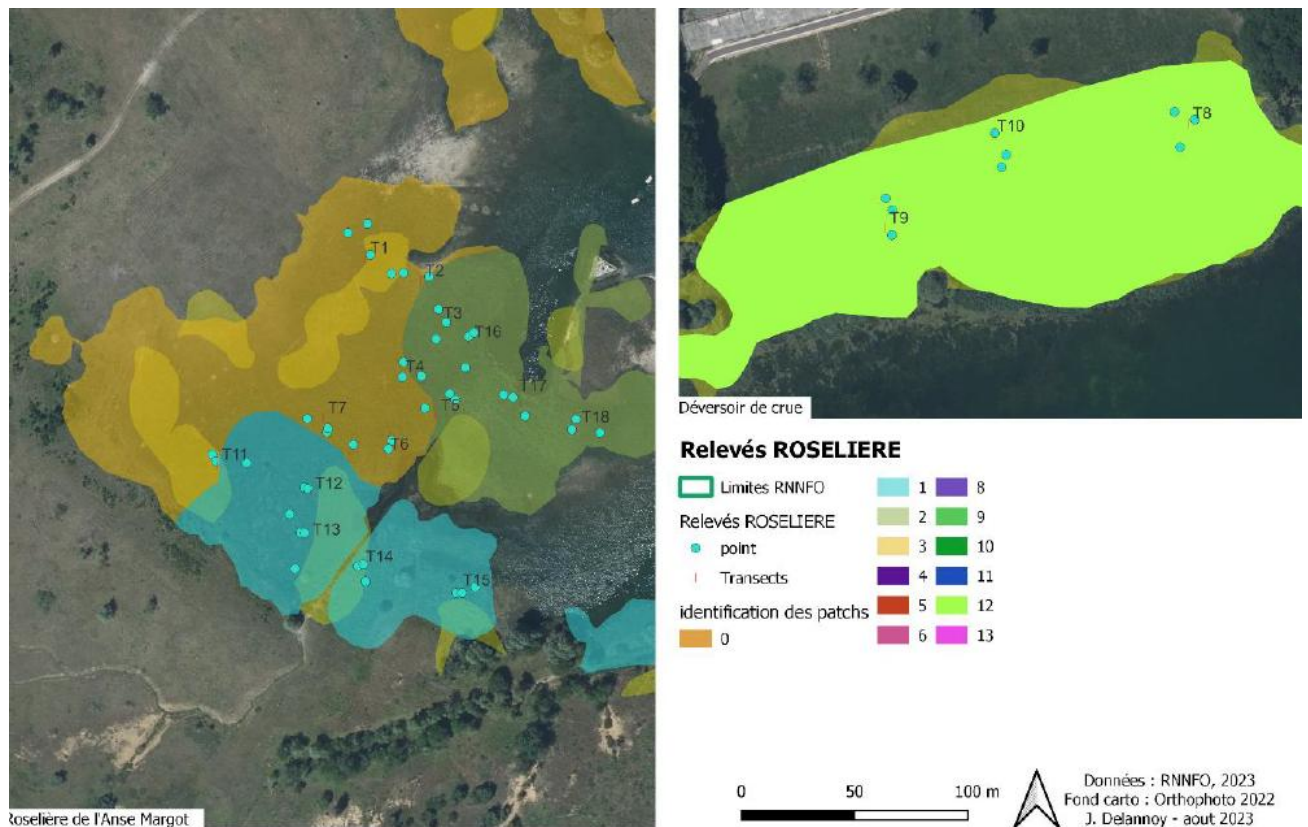 T1
T2
T3
T16
T4
T5
T17
T18
T7
T6
T11
T12
T13
T14
T15
Roselière de l'Anse Margot
T8
T10
T9
Déversoir de crue
Relevés ROSELIERE
Limites RNNFO
Relevés ROSELIERE
point
Transects
identification des patchs
0
1
2
3
4
5
6
8
9
10
11
12
13
0 50 100 m
Données : RNNFO, 2023
Fond carto : Orthophoto 2022
J. Delannoy - aout 2023